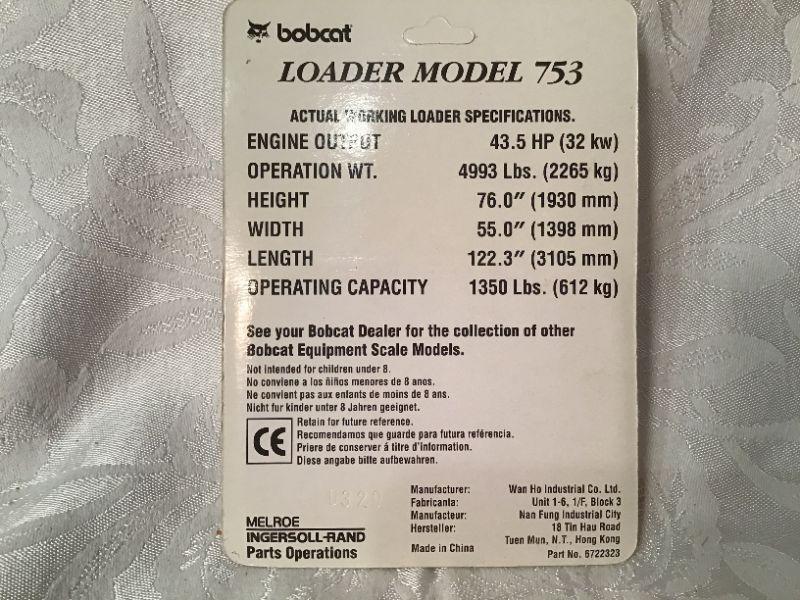 bobcat
LOADER MODEL 753
ACTUAL WORKING LOADER SPECIFICATIONS.
ENGINE OUTPUT 43.5 HP (32 kw)
OPERATION WT. 4993 Lbs. (2265 kg)
HEIGHT 76.0″ (1930 mm)
WIDTH 55.0″ (1398 mm)
LENGTH 122.3″ (3105 mm)
OPERATING CAPACITY 1350 Lbs. (612 kg)
See your Bobcat Dealer for the collection of other
Bobcat Equipment Scale Models.
Not intended for children under 8.
No conviene a los ñiños menores de 8 anos.
Ne convient pas aux enfants de moins de 8 ans.
Nicht fur kinder unter 8 Jahren geeignet.
CE
Retain for future reference.
Recomendamos que guarde para futura reférencia.
Priere de conserver á titre d'information.
Diese angabe bitte aufbewahren.
0320
MELROE
INGERSOLL-RAND
Parts Operations
Manufacturer: Wan Ho Industrial Co. Ltd.
Fabricanta: Unit 1-6, 1/F, Block 3
Manufacteur: Nan Fung Industrial City
Hersteller: 18 Tin Hau Road
Tuen Mun, N.T., Hong Kong
Made in China Part No. 6722323